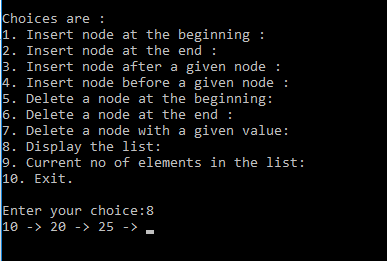 Choices are :
1. Insert node at the beginning :
2. Insert node at the end :
3. Insert node after a given node :
4. Insert node before a given node :
5. Delete a node at the beginning:
6. Delete a node at the end :
7. Delete a node with a given value:
8. Display the list:
9. Current no of elements in the list:
10. Exit.
Enter your choice:8
10 -> 20 -> 25 ->